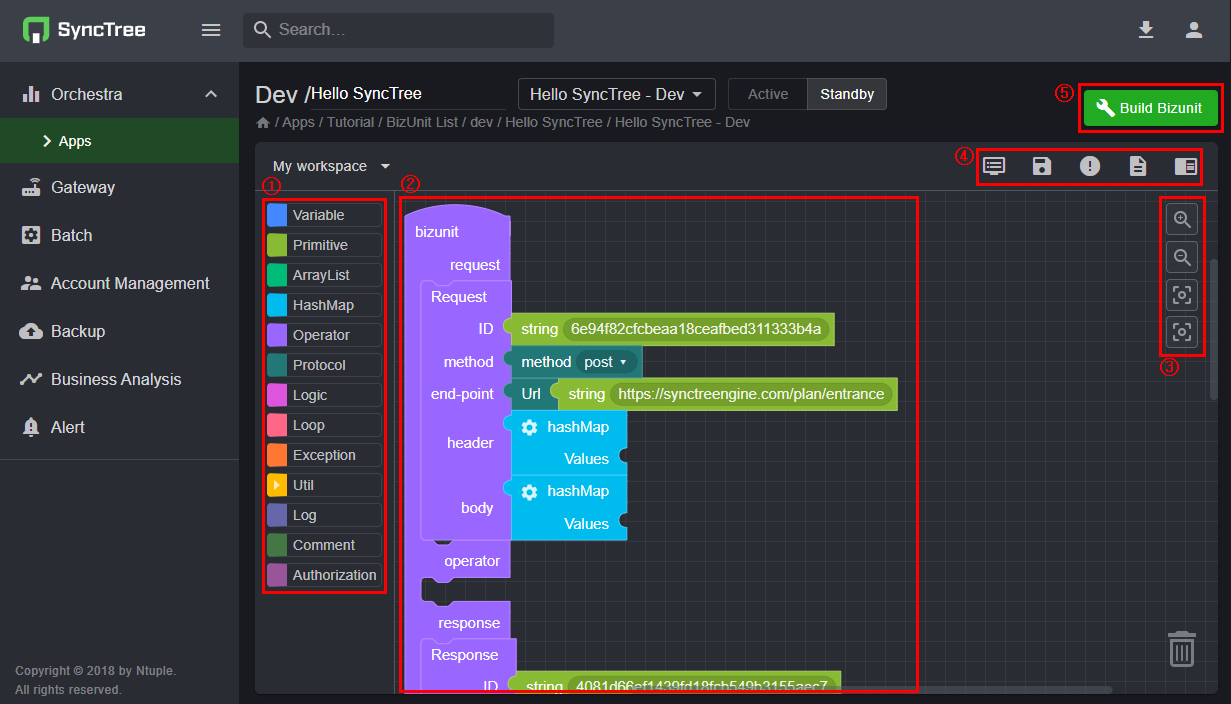 SyncTree
Search...
Orchestra
Apps
Gateway
Batch
Account Management
Backup
Business Analysis
Alert
Copyright © 2018 by Ntuple.
All rights reserved.
Dev / Hello SyncTree
Hello SyncTree - Dev
Active
Standby
⑤
Build Bizunit
/ Apps / Tutorial / BizUnit List / dev / Hello SyncTree / Hello SyncTree - Dev
My workspace
④
①
Variable
Primitive
ArrayList
HashMap
Operator
Protocol
Logic
Loop
Exception
Util
Log
Comment
Authorization
②
bizunit
request
Request
ID string 6e94f82cfcbeaa18ceafbed311333b4a
method method post
end-point Url string https://synctreeengine.com/plan/entrance
header hashMap
Values
body hashMap
Values
operator
response
Response
ID string 4081d66ef1439fd18fcb549b3155aec7
③